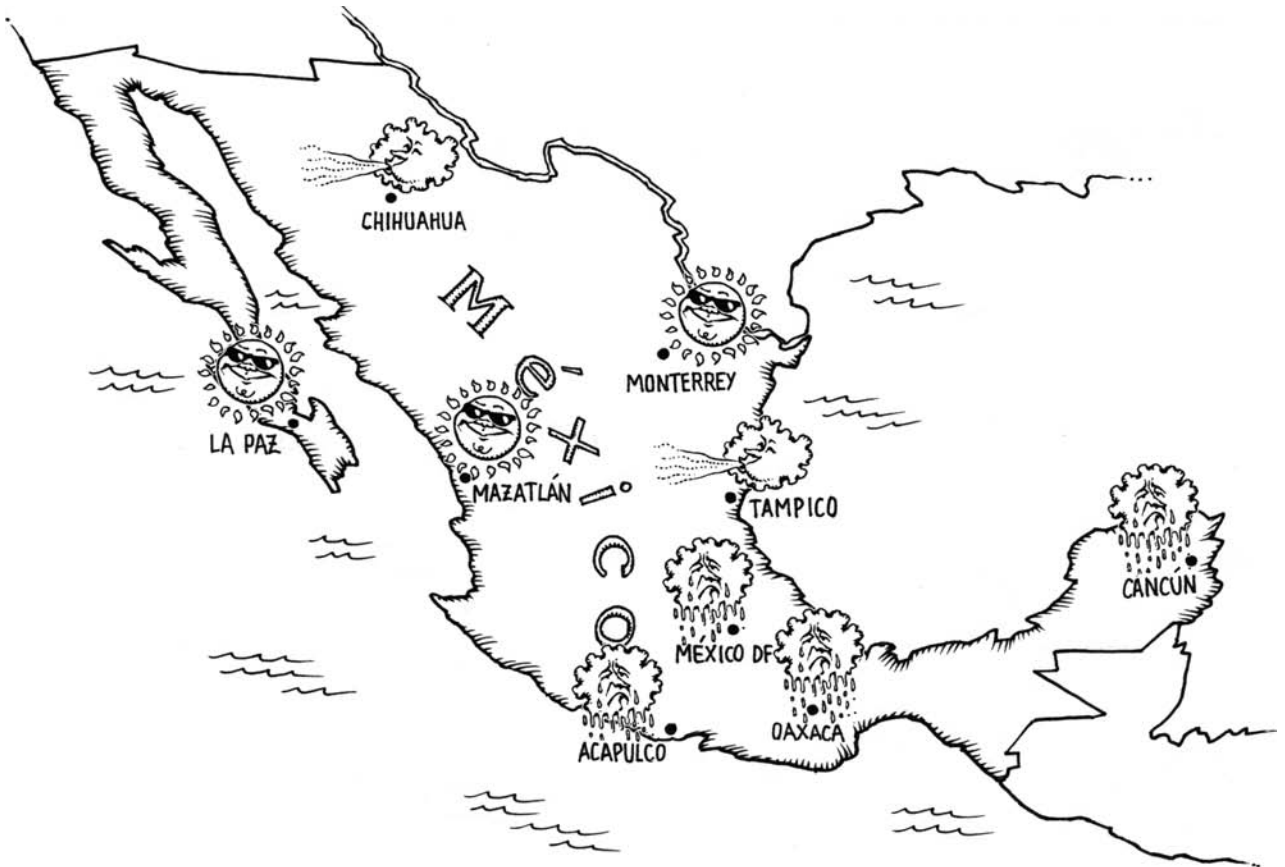 CHIHUAHUA
México
MONTERREY
LA PAZ
MAZATLÁN
TAMPICO
CANCÚN
MÉXICO DF
OAXACA
ACAPULCO